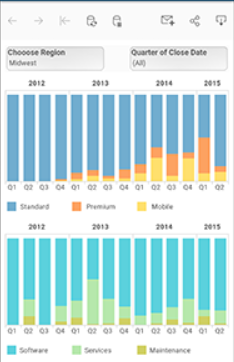 Chooose Region
Quarter of Close Date
Midwest
(All)
2012 2013 2014 2015
Q1 Q2 Q3 Q4 Q1 Q2 Q3 Q4 Q1 Q2 Q3 Q4 Q1 Q2
Standard Premium Mobile
2012 2013 2014 2015
Q1 Q2 Q3 Q4 Q1 Q2 Q3 Q4 Q1 Q2 Q3 Q4 Q1 Q2
Software Services Maintenance